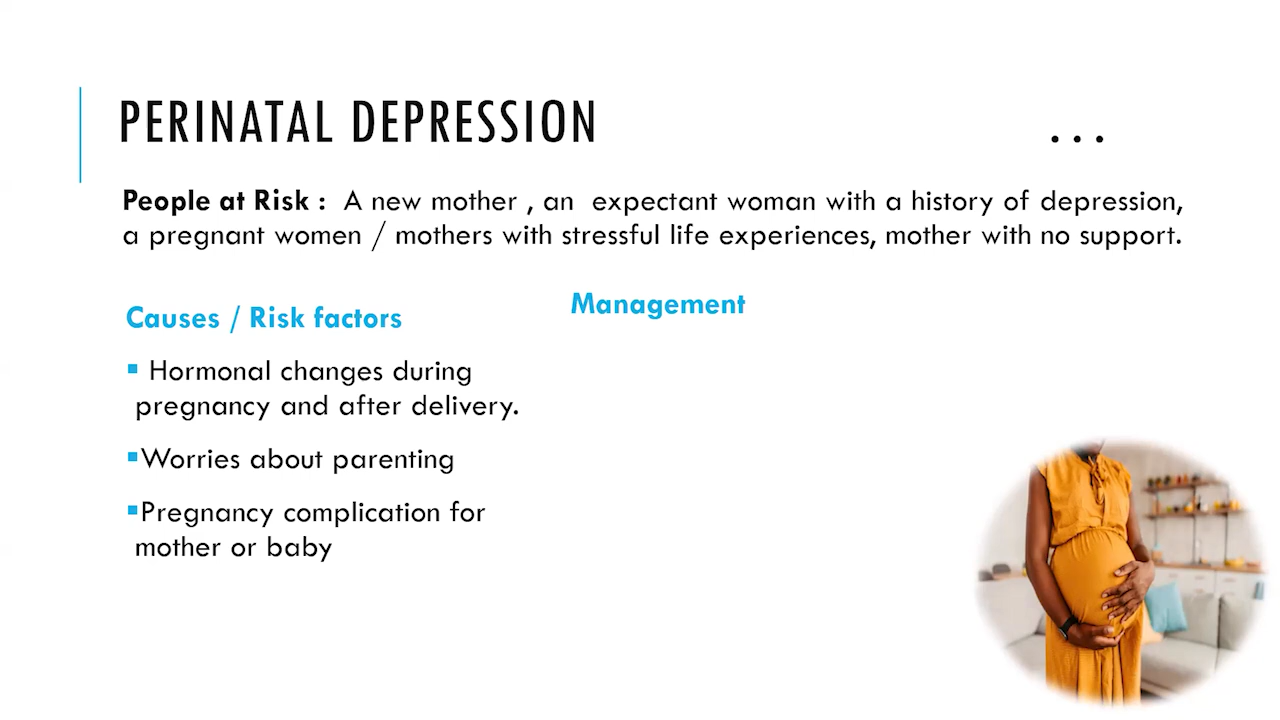 PERINATAL DEPRESSION ...
People at Risk : A new mother , an expectant woman with a history of depression,
a pregnant women / mothers with stressful life experiences, mother with no support.
Causes / Risk factors
▪ Hormonal changes during
pregnancy and after delivery.
▪Worries about parenting
▪Pregnancy complication for
mother or baby
Management